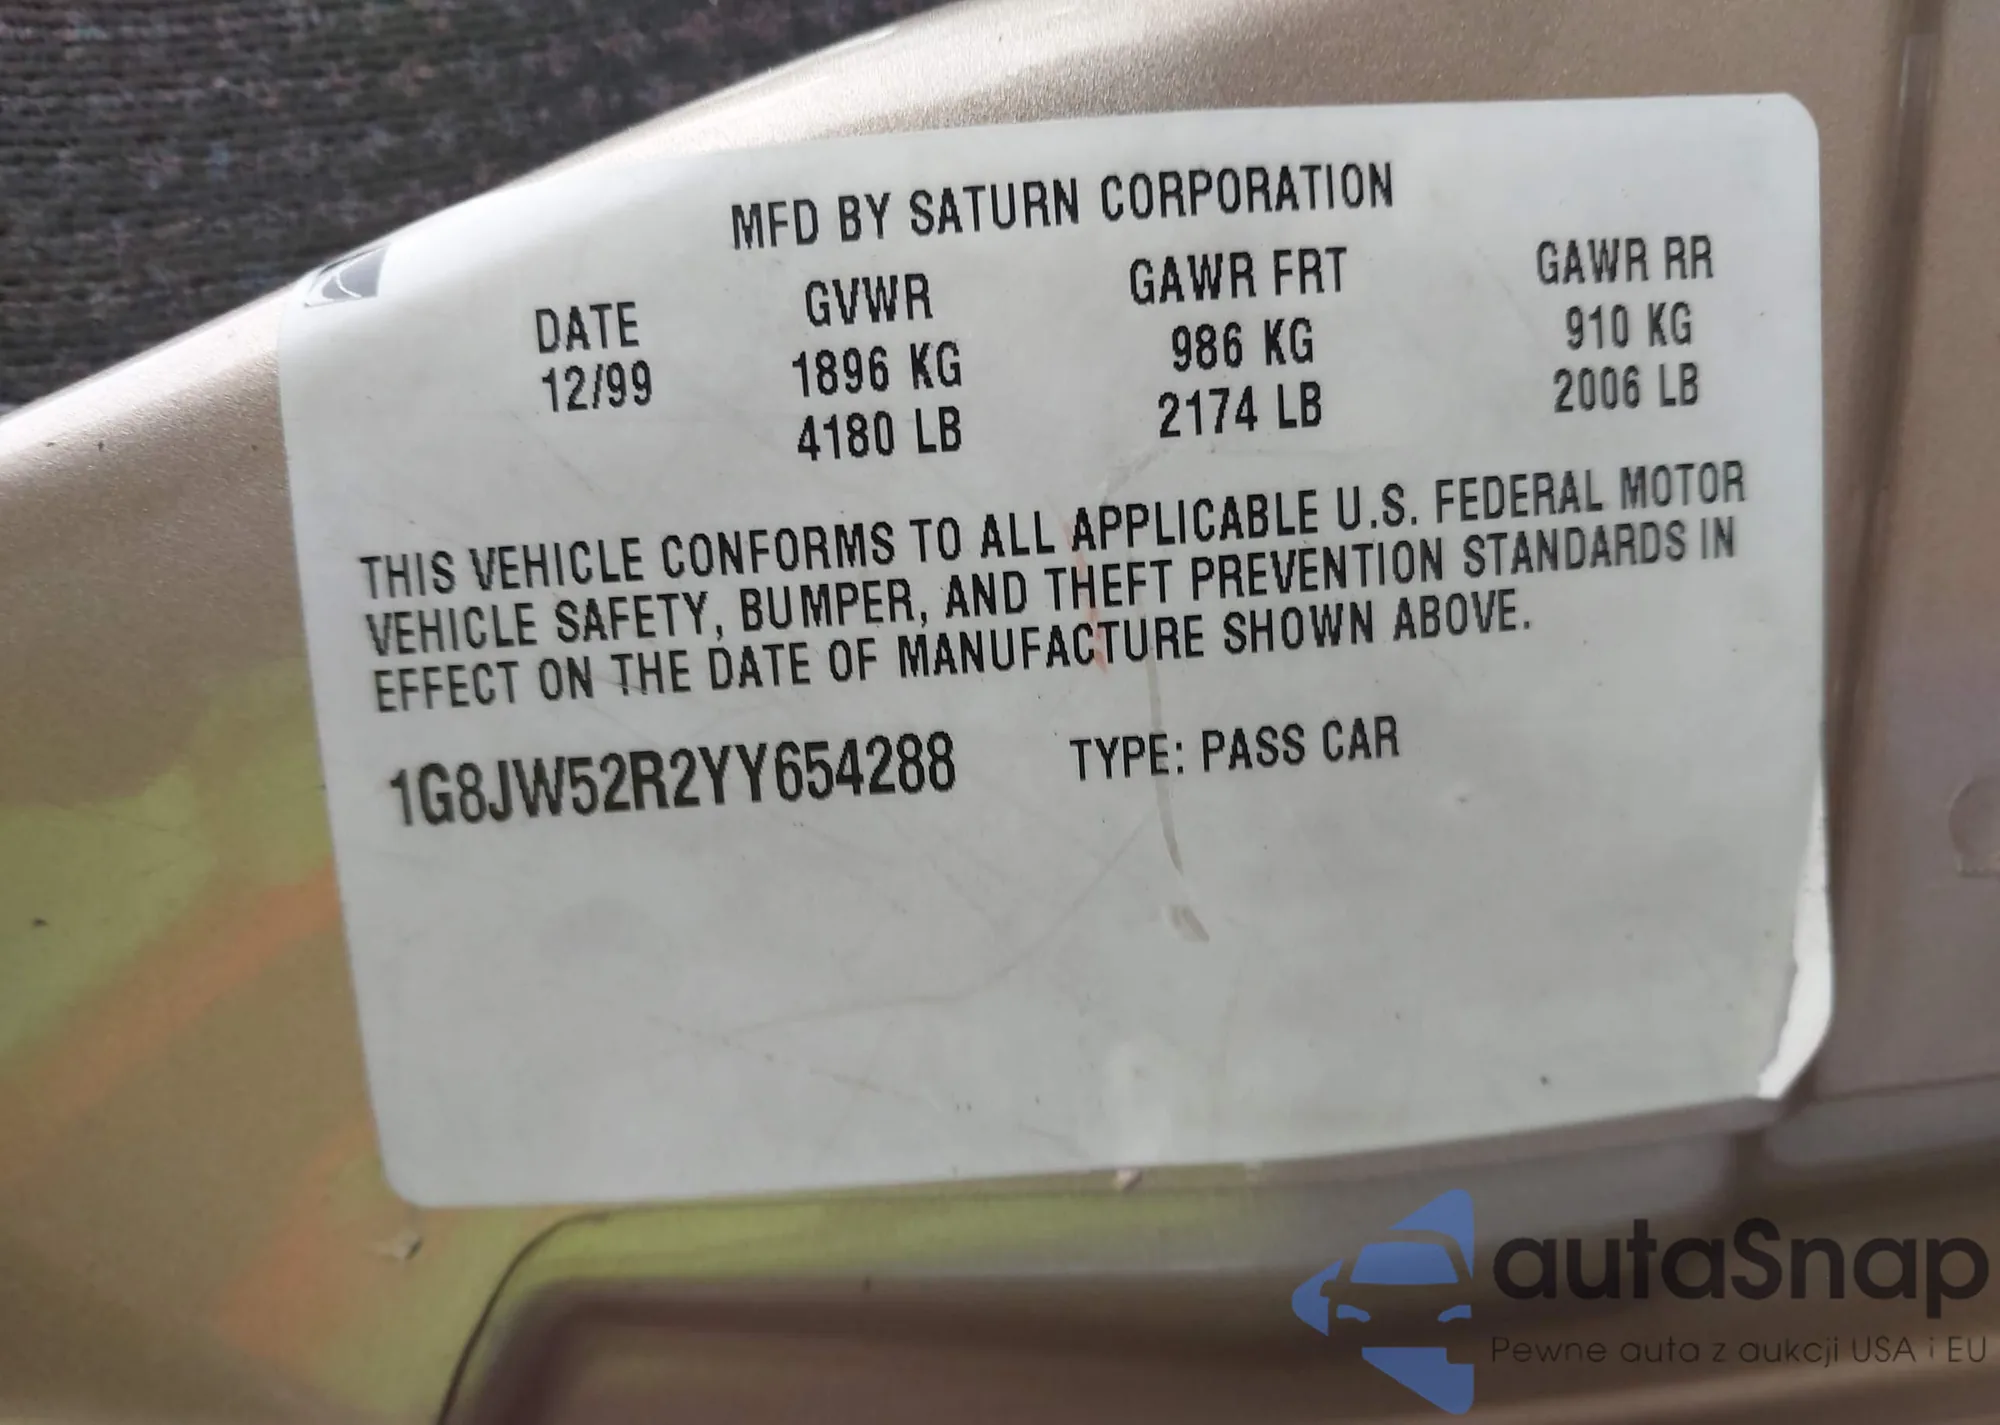 MFD BY SATURN CORPORATION
DATE GVWR GAWR FRT GAWR RR
12/99 1896 KG 986 KG 910 KG
4180 LB 2174 LB 2006 LB
THIS VEHICLE CONFORMS TO ALL APPLICABLE U.S. FEDERAL MOTOR
VEHICLE SAFETY, BUMPER, AND THEFT PREVENTION STANDARDS IN
EFFECT ON THE DATE OF MANUFACTURE SHOWN ABOVE.
1G8JW52R2YY654288 TYPE: PASS CAR
autaSnap
Pewne auta z aukcji USA i EU